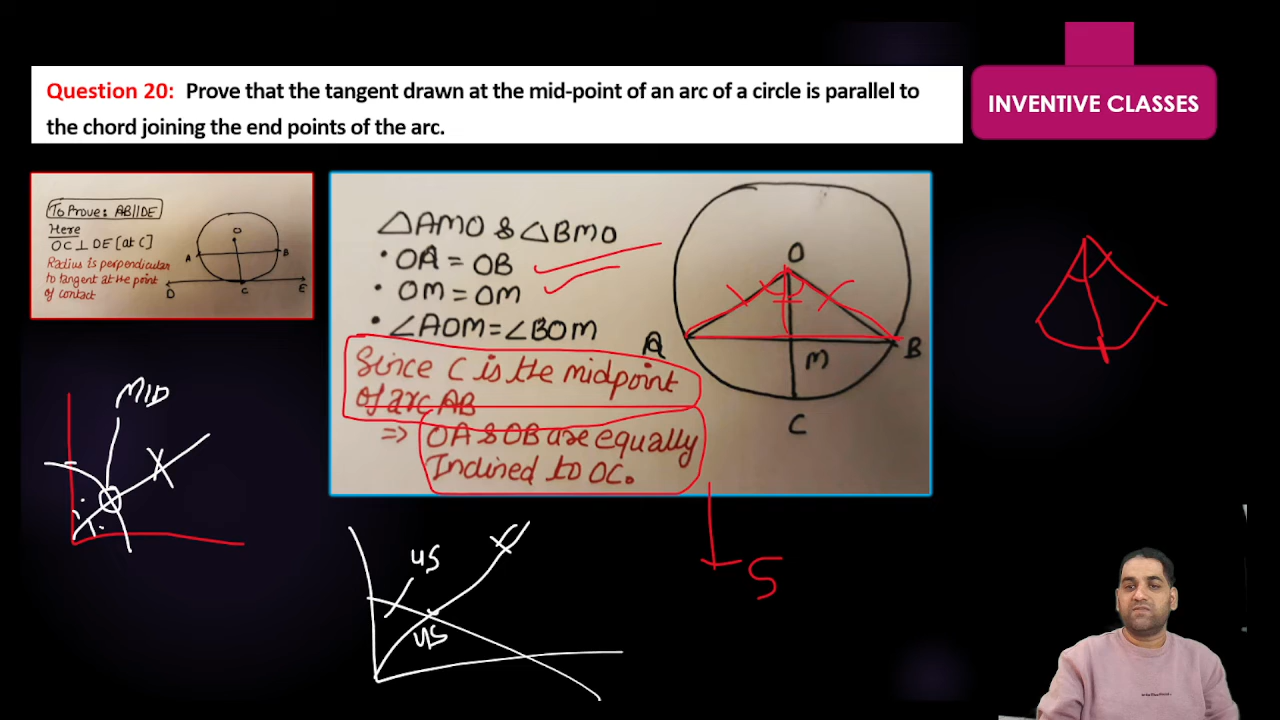 Question 20: Prove that the tangent drawn at the mid-point of an arc of a circle is parallel to
the chord joining the end points of the arc.
INVENTIVE CLASSES
To Prove: AB||DE
Here
OC⊥DE [at C]
Radius is perpendicular
to tangent at the point
of contact
O
A
B
D
C
E
△AMO & △BMO
• OA = OB
• OM = OM
• ∠AOM = ∠BOM
Since C is the midpoint
of arc AB
⇒ OA & OB are equally
Inclined to OC.
O
A
M
B
C
MID
45
45
S